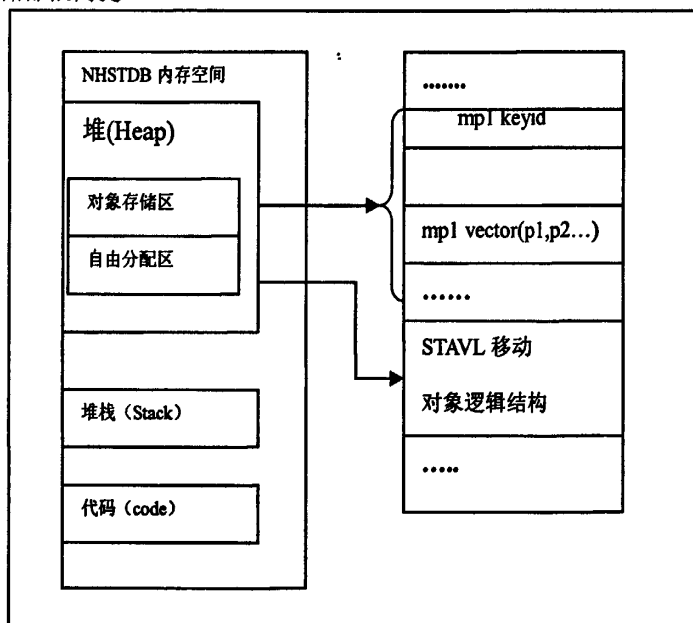 NHSTDB 内存空间
堆(Heap)
对象存储区
自由分配区
堆栈（Stack）
代码（code）
.......
mp1 keyid
mp1 vector(p1,p2...)
......
STAVL 移动
对象逻辑结构
.....